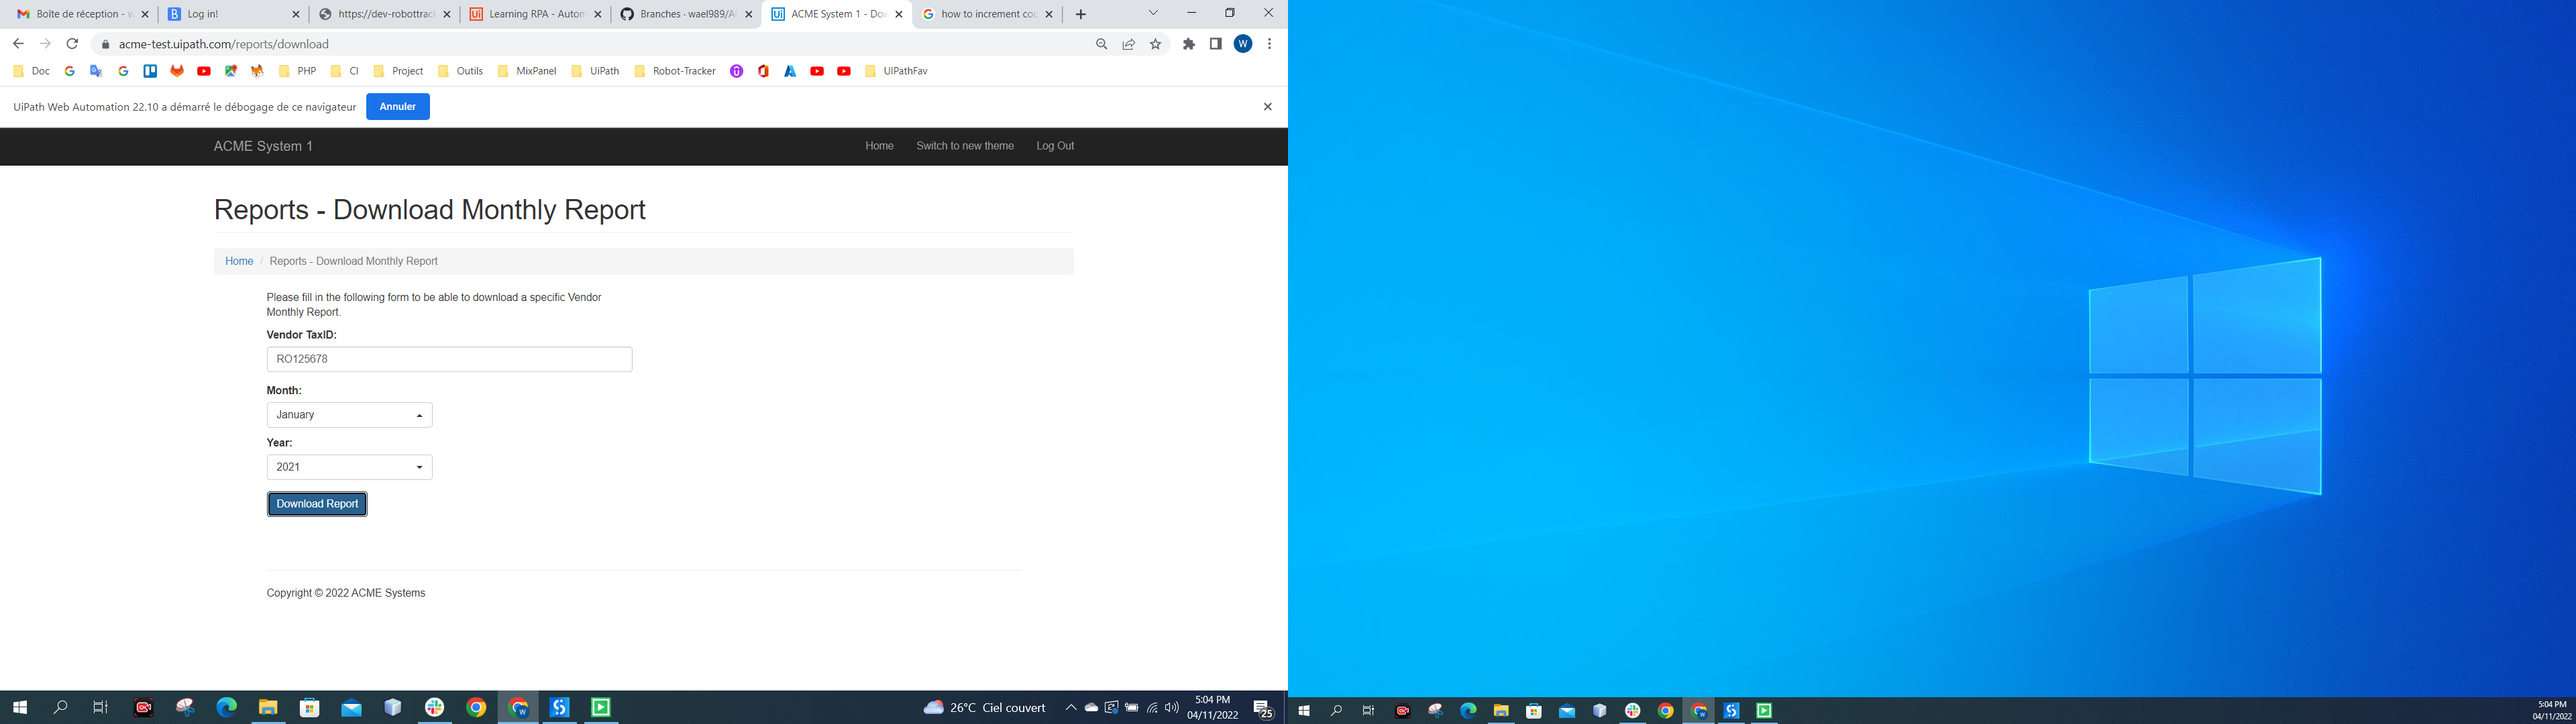 Boîte de réception - w
Log in!
https://dev-robottrack
Learning RPA - Autom
Branches · wael989/A
ACME System 1 - Dow
how to increment cou
acme-test.uipath.com/reports/download
W
Doc
PHP
CI
Project
Outils
MixPanel
UiPath
Robot-Tracker
UIPathFav
UiPath Web Automation 22.10 a démarré le débogage de ce navigateur
Annuler
ACME System 1
Home
Switch to new theme
Log Out
Reports - Download Monthly Report
Home / Reports - Download Monthly Report
Please fill in the following form to be able to download a specific Vendor
Monthly Report.
Vendor TaxID:
RO125678
Month:
January
Year:
2021
Download Report
Copyright © 2022 ACME Systems
26°C Ciel couvert
5:04 PM
04/11/2022
25
5:04 PM
04/11/2022